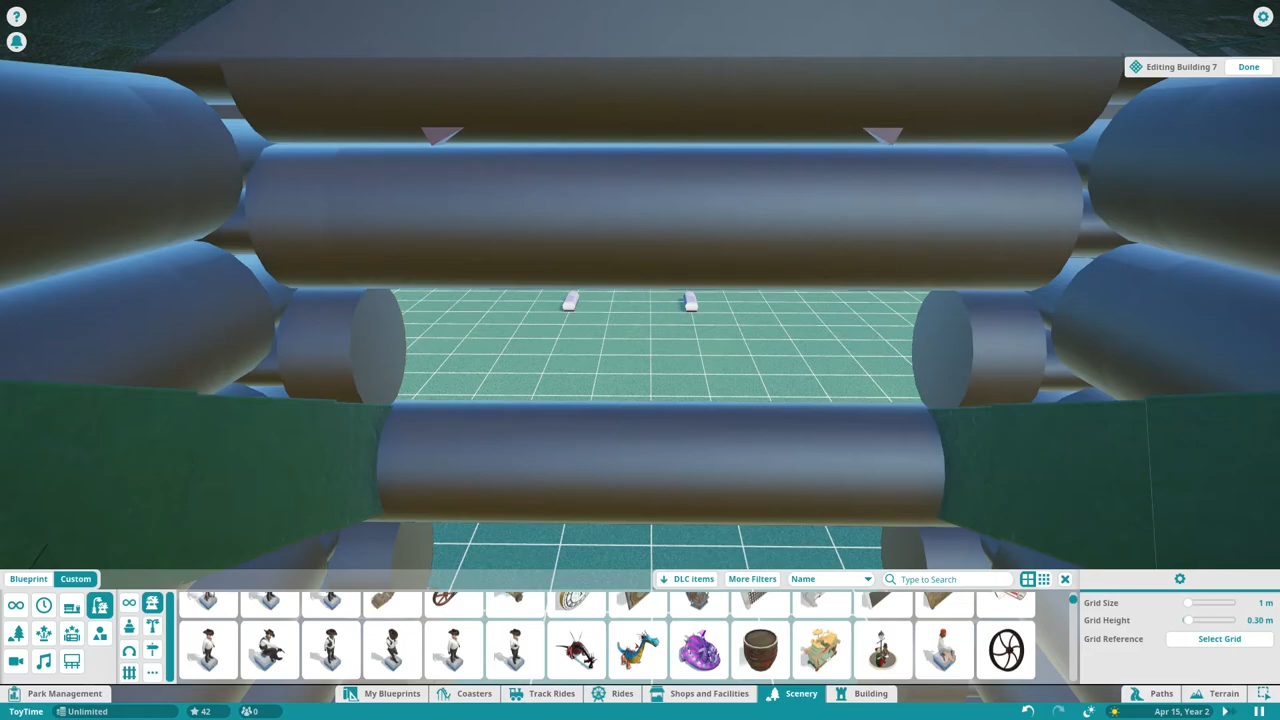 ?
Editing Building 7 Done
Blueprint Custom DLC items More Filters Name Type to Search
Grid Size 1 m
Grid Height 0.30 m
Grid Reference Select Grid
Park Management My Blueprints Coasters Track Rides Rides Shops and Facilities Scenery Building Paths Terrain
ToyTime Unlimited 42 0 Apr 15, Year 2